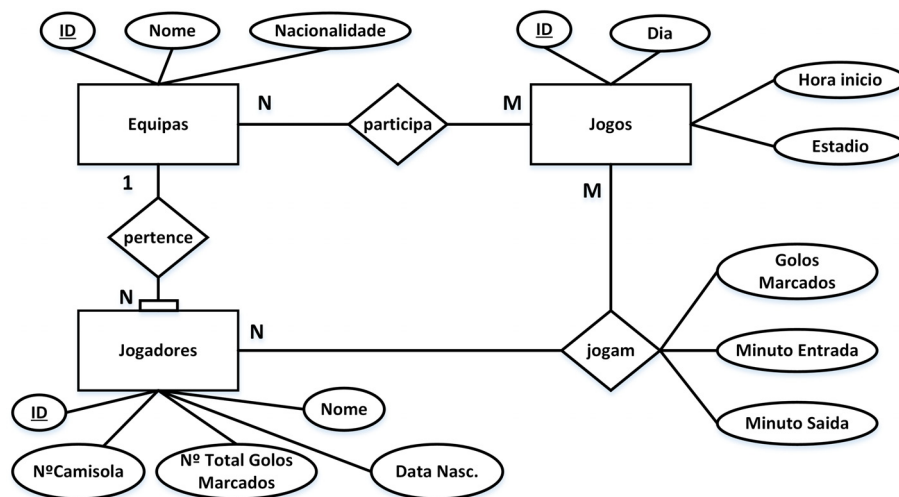 ID
Nome
Nacionalidade
ID
Dia
Equipas
N
participa
M
Jogos
Hora inicio
Estadio
1
M
pertence
N
Jogadores
N
jogam
Golos
Marcados
Minuto Entrada
Minuto Saida
ID
Nome
NºCamisola
Nº Total Golos
Marcados
Data Nasc.